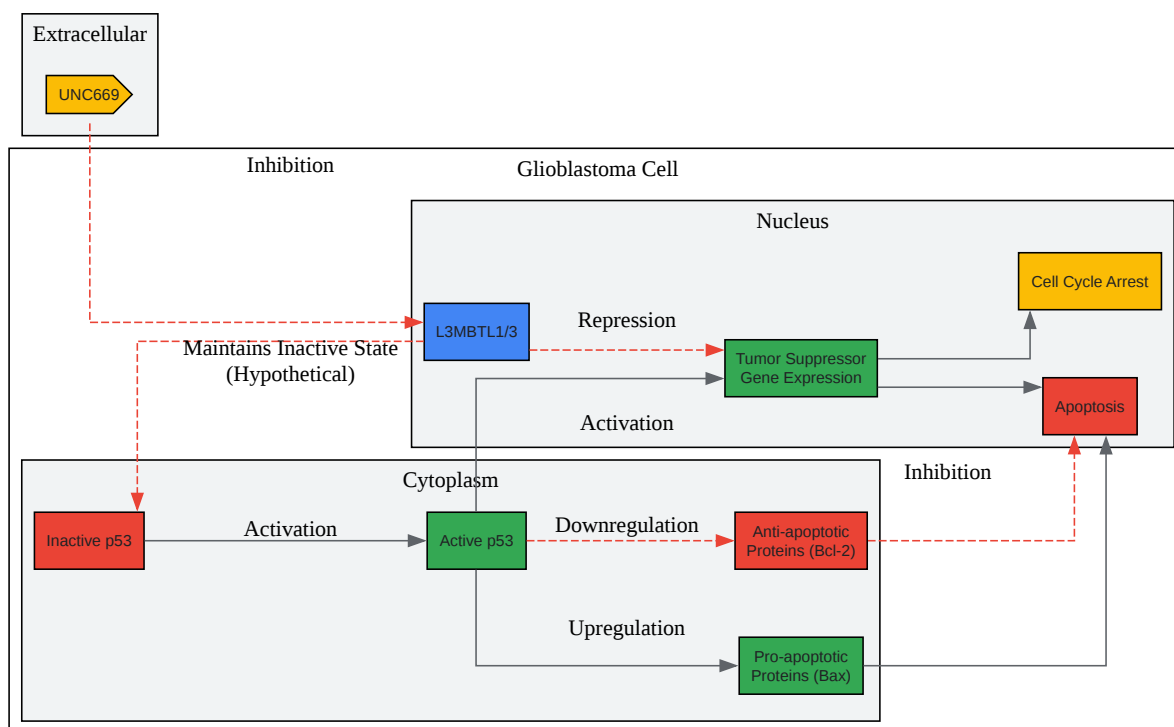 Extracellular
UNC669
Inhibition
Glioblastoma Cell
Nucleus
Cell Cycle Arrest
L3MBTL1/3
Repression
Maintains Inactive State
(Hypothetical)
Tumor Suppressor
Gene Expression
Apoptosis
Activation
Inhibition
Cytoplasm
Inactive p53
Activation
Active p53
Downregulation
Anti-apoptotic
Proteins (Bcl-2)
Upregulation
Pro-apoptotic
Proteins (Bax)